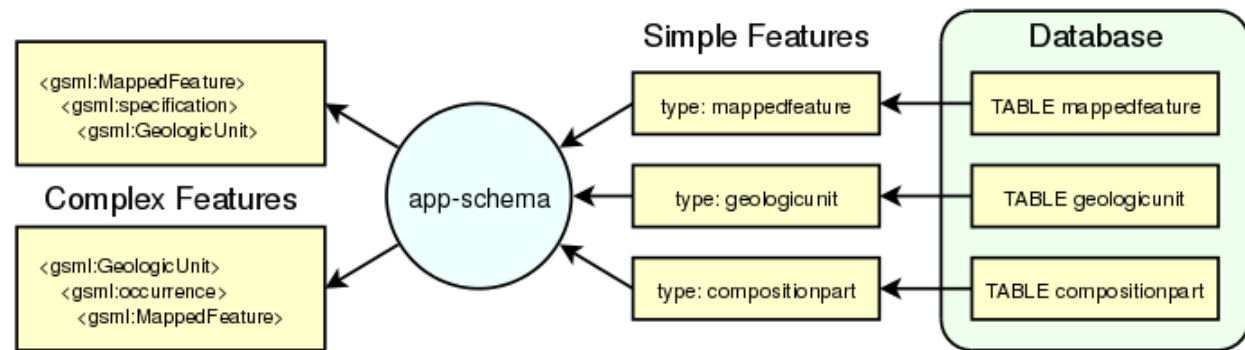 Simple Features
Database
<gsml:MappedFeature>
<gsml:specification>
<gsml:GeologicUnit>
type: mappedfeature
TABLE mappedfeature
Complex Features
app-schema
type: geologicunit
TABLE geologicunit
<gsml:GeologicUnit>
<gsml:occurrence>
<gsml:MappedFeature>
type: compositionpart
TABLE compositionpart